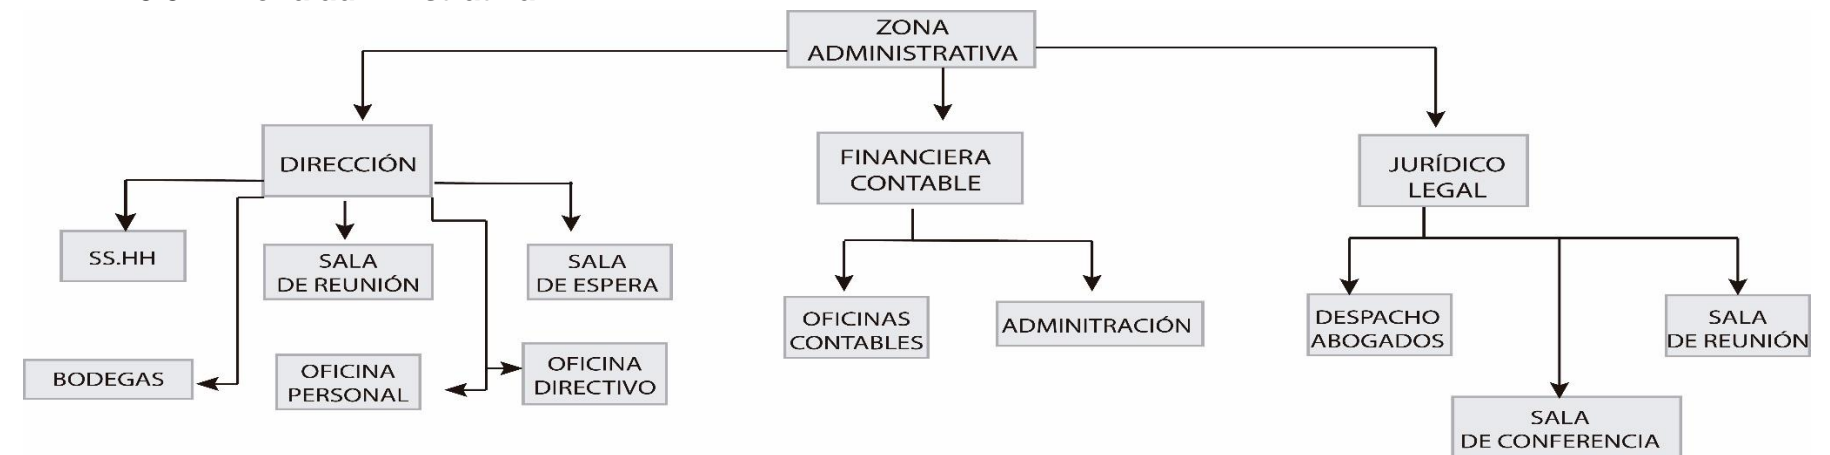 ZONA
ADMINISTRATIVA
DIRECCIÓN
FINANCIERA
CONTABLE
JURÍDICO
LEGAL
SS.HH
SALA
DE REUNIÓN
SALA
DE ESPERA
BODEGAS
OFICINA
PERSONAL
OFICINA
DIRECTIVO
OFICINAS
CONTABLES
ADMINITRACIÓN
DESPACHO
ABOGADOS
SALA
DE REUNIÓN
SALA
DE CONFERENCIA